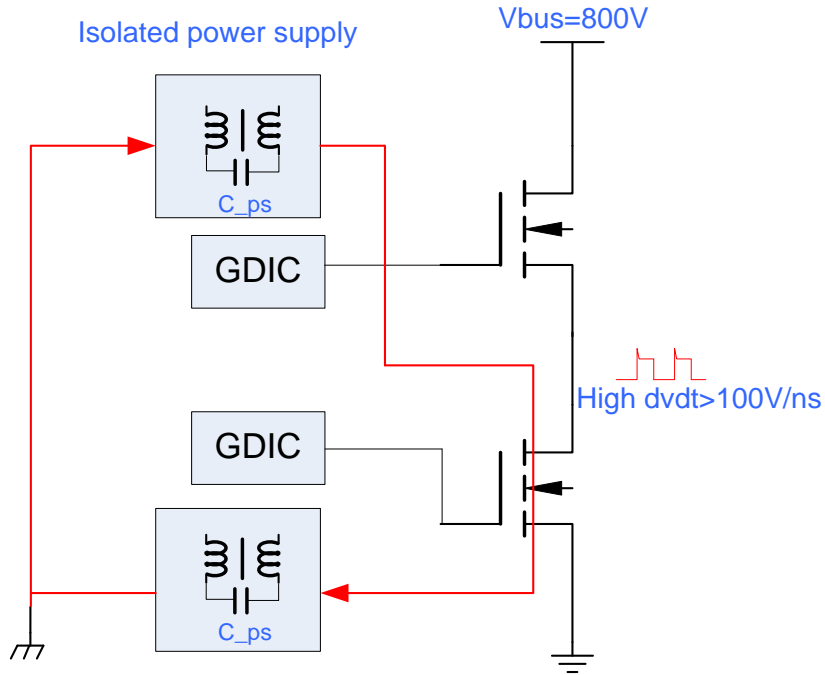 Isolated power supply
Vbus=800V
C_ps
GDIC
High dvdt>100V/ns
GDIC
C_ps